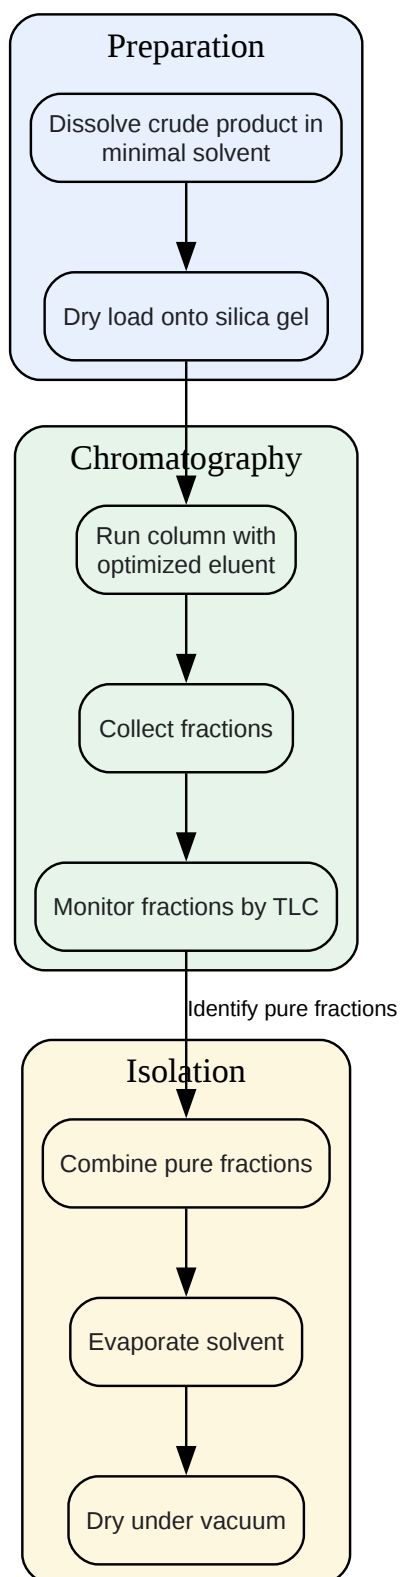 Preparation
Dissolve crude product in
minimal solvent
Dry load onto silica gel
Chromatography
Run column with
optimized eluent
Collect fractions
Monitor fractions by TLC
Identify pure fractions
Isolation
Combine pure fractions
Evaporate solvent
Dry under vacuum